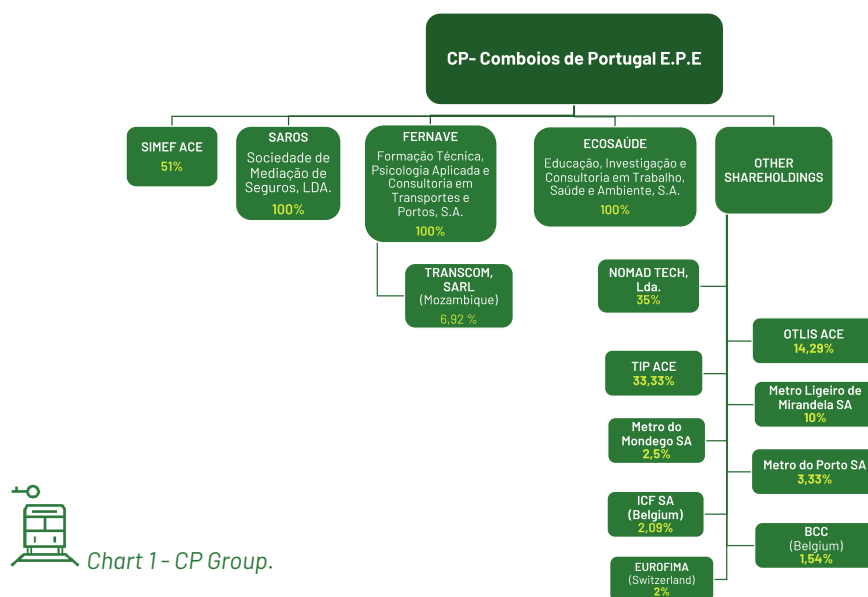 CP- Comboios de Portugal E.P.E
SIMEF ACE
51%
SAROS
Sociedade de
Mediação de
Seguros, LDA.
100%
FERNAVE
Formação Técnica,
Psicologia Aplicada e
Consultoria em
Transportes e
Portos, S.A.
100%
ECOSAÚDE
Educação, Investigação e
Consultoria em Trabalho,
Saúde e Ambiente, S.A.
100%
OTHER
SHAREHOLDINGS
TRANSCOM,
SARL
(Mozambique)
6,92 %
NOMAD TECH,
Lda.
35%
OTLIS ACE
14,29%
TIP ACE
33,33%
Metro Ligeiro de
Mirandela SA
10%
Metro do
Mondego SA
2,5%
Metro do Porto SA
3,33%
ICF SA
(Belgium)
2,09%
BCC
(Belgium)
1,54%
EUROFIMA
(Switzerland)
2%
Chart 1 - CP Group.